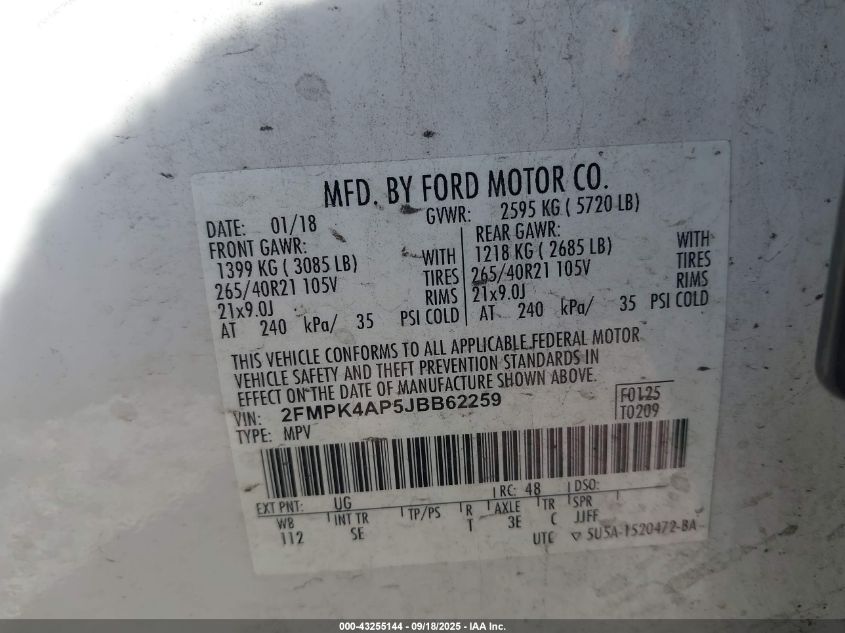 MFD. BY FORD MOTOR CO.
DATE: 01/18 GVWR: 2595 KG ( 5720 LB)
FRONT GAWR: REAR GAWR:
1399 KG ( 3085 LB) WITH 1218 KG ( 2685 LB) WITH
265/40R21 105V TIRES 265/40R21 105V TIRES
21x9.0J RIMS 21x9.0J RIMS
AT 240 kPa/ 35 PSI COLD AT 240 kPa/ 35 PSI COLD
THIS VEHICLE CONFORMS TO ALL APPLICABLE FEDERAL MOTOR
VEHICLE SAFETY AND THEFT PREVENTION STANDARDS IN
EFFECT ON THE DATE OF MANUFACTURE SHOWN ABOVE.
VIN: 2FMPK4AP5JBB62259 F0125
TYPE: MPV T0209
EXT PNT: UG RC: 48 DSO:
WB INT TR TP/PS R AXLE TR SPR
112 SE T 3E C JJFF
UTC ▽ 5U5A-1520472-BA
000-43255144 - 09/18/2025 - IAA Inc.